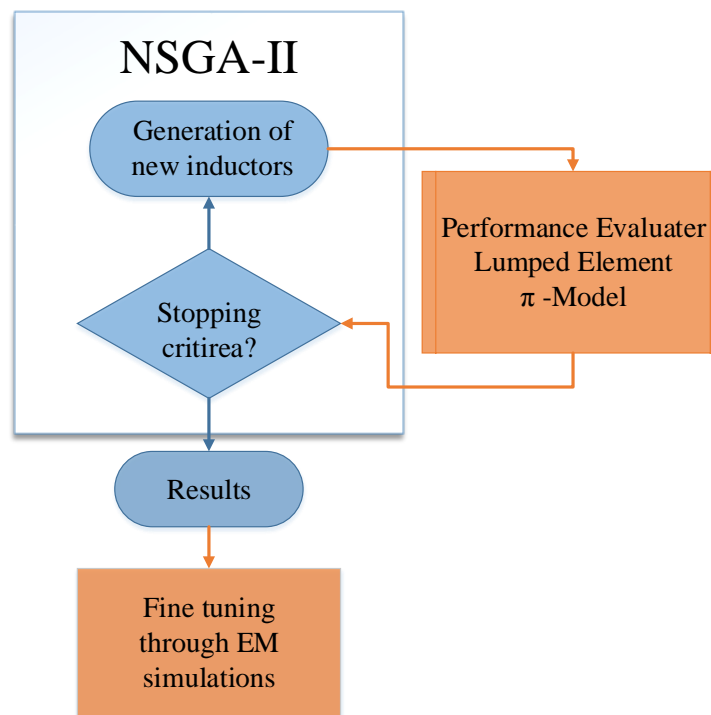 NSGA-II
Generation of
new inductors
Performance Evaluater
Lumped Element
π -Model
Stopping
critirea?
Results
Fine tuning
through EM
simulations